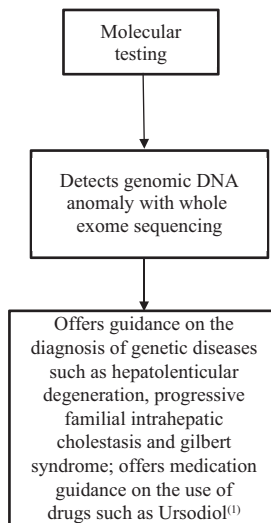 Molecular
testing
Detects genomic DNA
anomaly with whole
exome sequencing
Offers guidance on the
diagnosis of genetic diseases
such as hepatolenticular
degeneration, progressive
familial intrahepatic
cholestasis and gilbert
syndrome; offers medication
guidance on the use of
drugs such as Ursodiol(1)